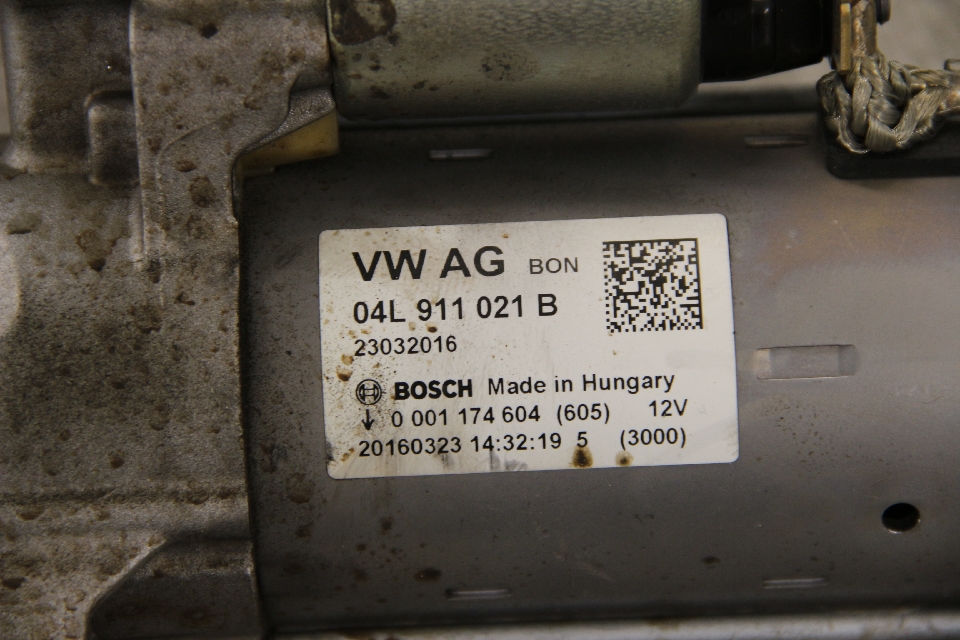 VW AG BON
04L 911 021 B
23032016
BOSCH Made in Hungary
↓ 0 001 174 604 (605) 12V
20160323 14:32:19 5 (3000)